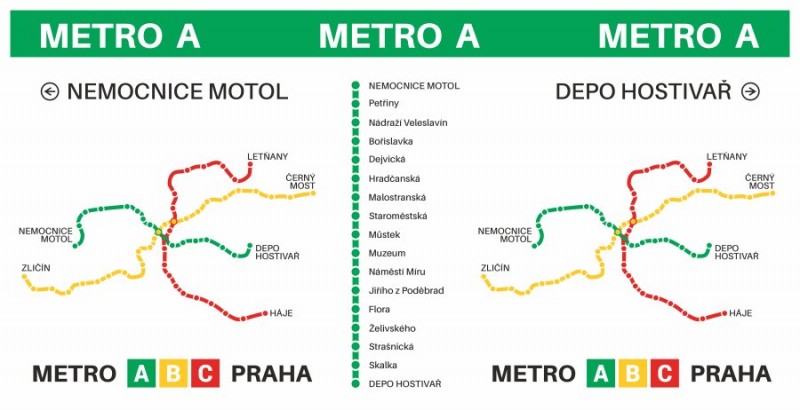 METRO A
METRO A
METRO A
NEMOCNICE MOTOL
DEPO HOSTIVAŘ
LETŇANY
ČERNÝ
MOST
NEMOCNICE
MOTOL
DEPO
HOSTIVAŘ
ZLIČÍN
HÁJE
METRO A B C PRAHA
NEMOCNICE MOTOL
Petřiny
Nádraží Veleslavín
Bořislavka
Dejvická
Hradčanská
Malostranská
Staroměstská
Můstek
Muzeum
Náměstí Míru
Jiřího z Poděbrad
Flora
Želivského
Strašnická
Skalka
DEPO HOSTIVAŘ
LETŇANY
ČERNÝ
MOST
NEMOCNICE
MOTOL
DEPO
HOSTIVAŘ
ZLIČÍN
HÁJE
METRO A B C PRAHA